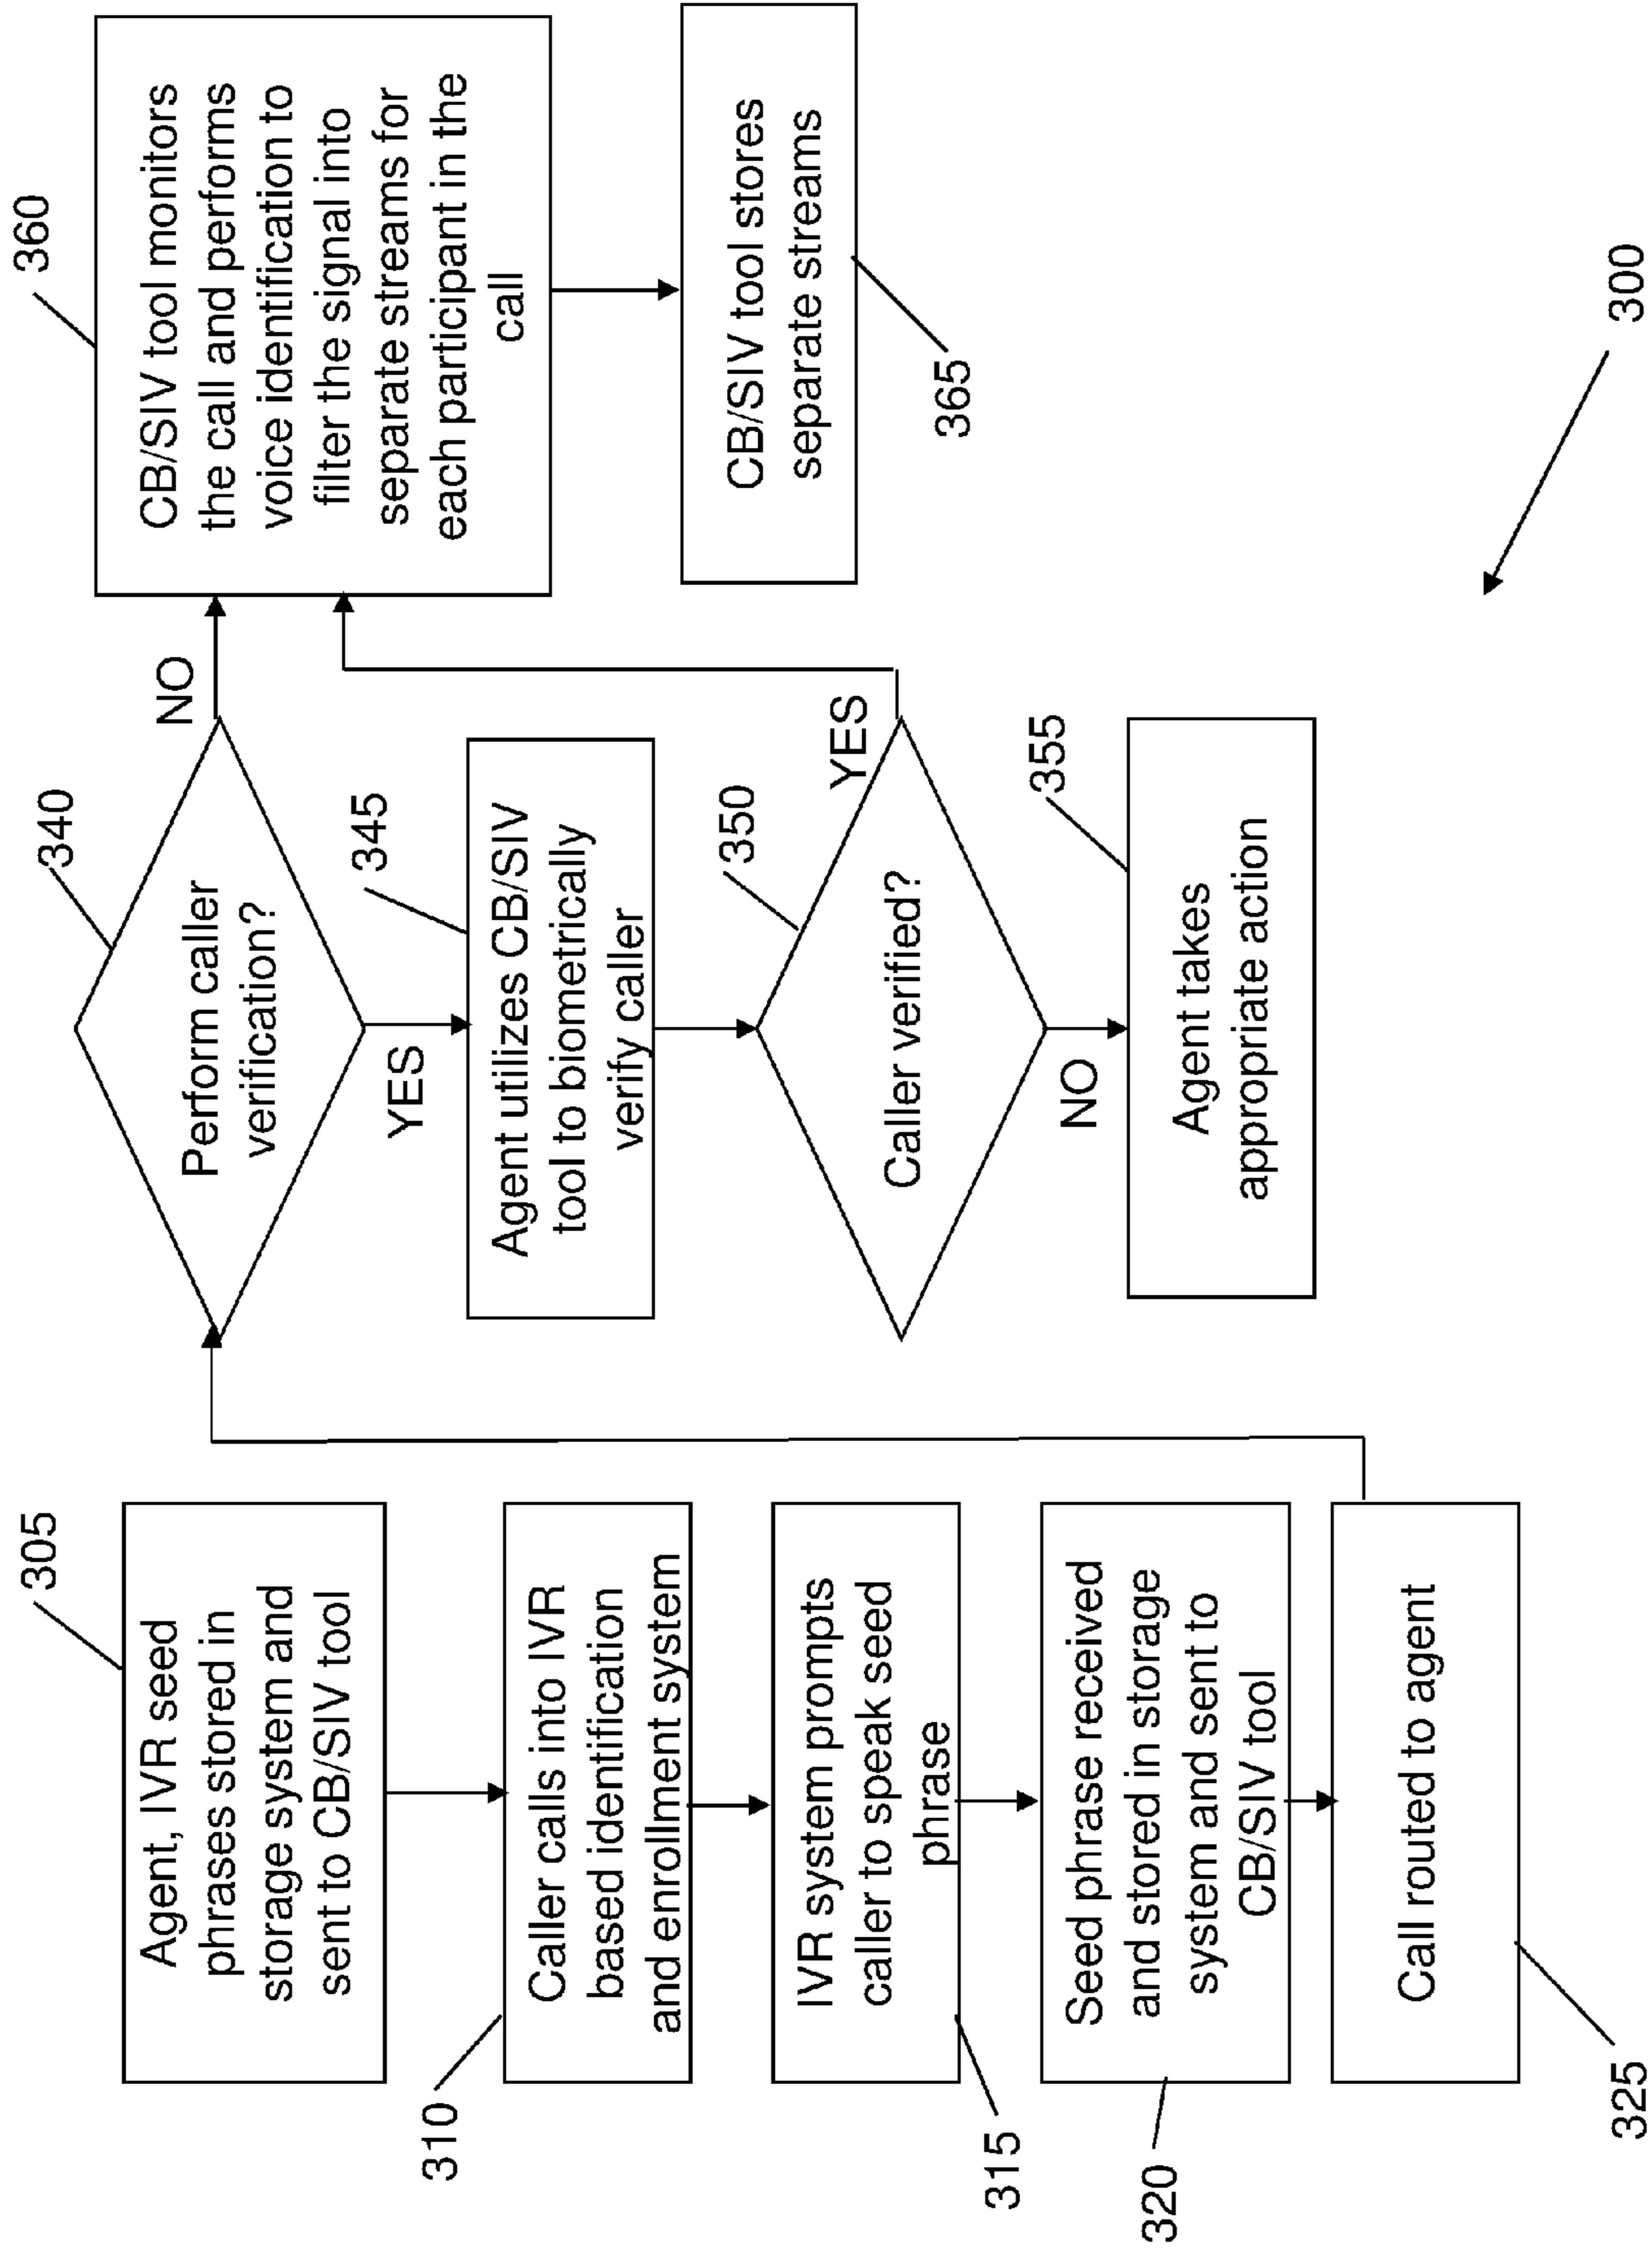 305
Agent, IVR seed
phrases stored in
storage system and
sent to CB/SIV tool
310
Caller calls into IVR
based identification
and enrollment system
315
IVR system prompts
caller to speak seed
phrase
320
Seed phrase received
and stored in storage
system and sent to
CB/SIV tool
325
Call routed to agent
340
Perform caller
verification?
NO
YES
345
Agent utilizes CB/SIV
tool to biometrically
verify caller
350
Caller verified?
YES
NO
355
Agent takes
appropriate action
360
CB/SIV tool monitors
the call and performs
voice identification to
filter the signal into
separate streams for
each participant in the
call
CB/SIV tool stores
separate streams
365
300